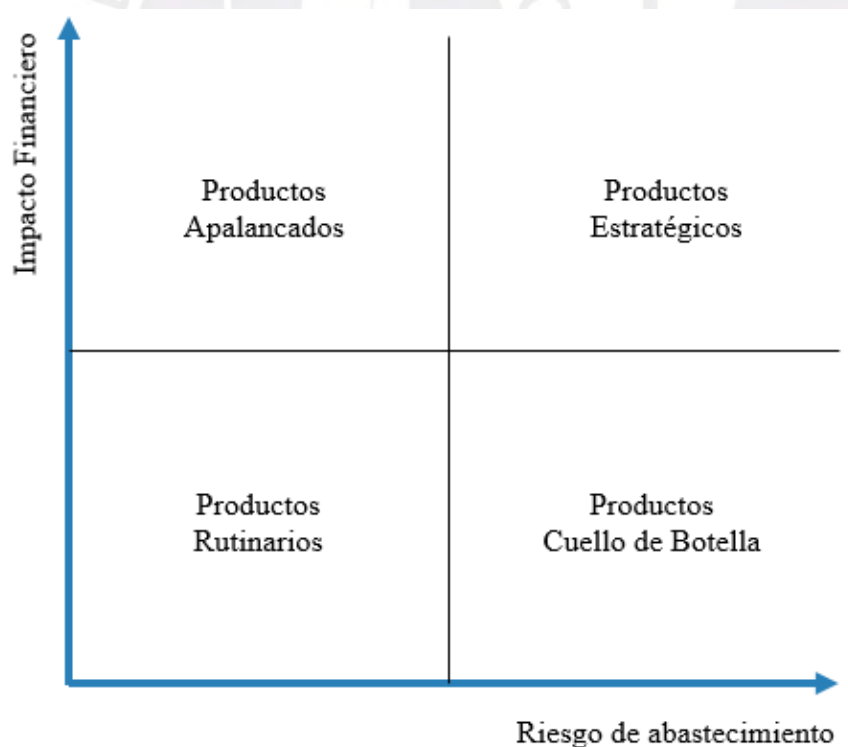 Impacto Financiero
Productos
Apalancados
Productos
Estratégicos
Productos
Rutinarios
Productos
Cuello de Botella
Riesgo de abastecimiento